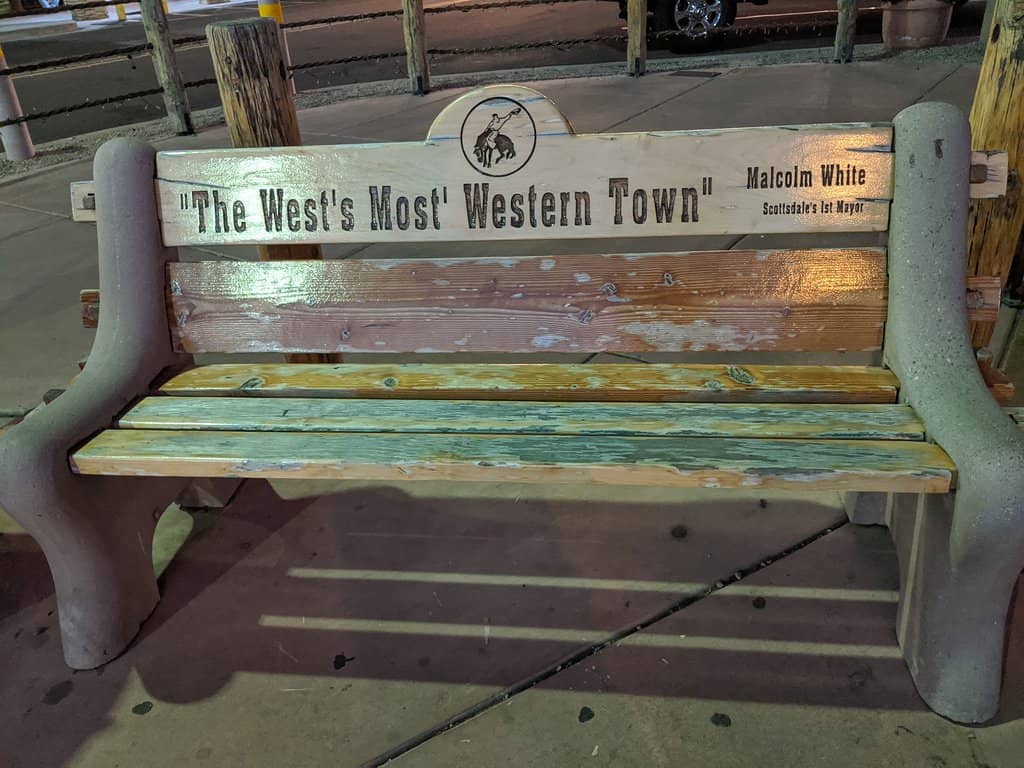 "The West's Most' Western Town"
Malcolm White
Scottsdale's 1st Mayor